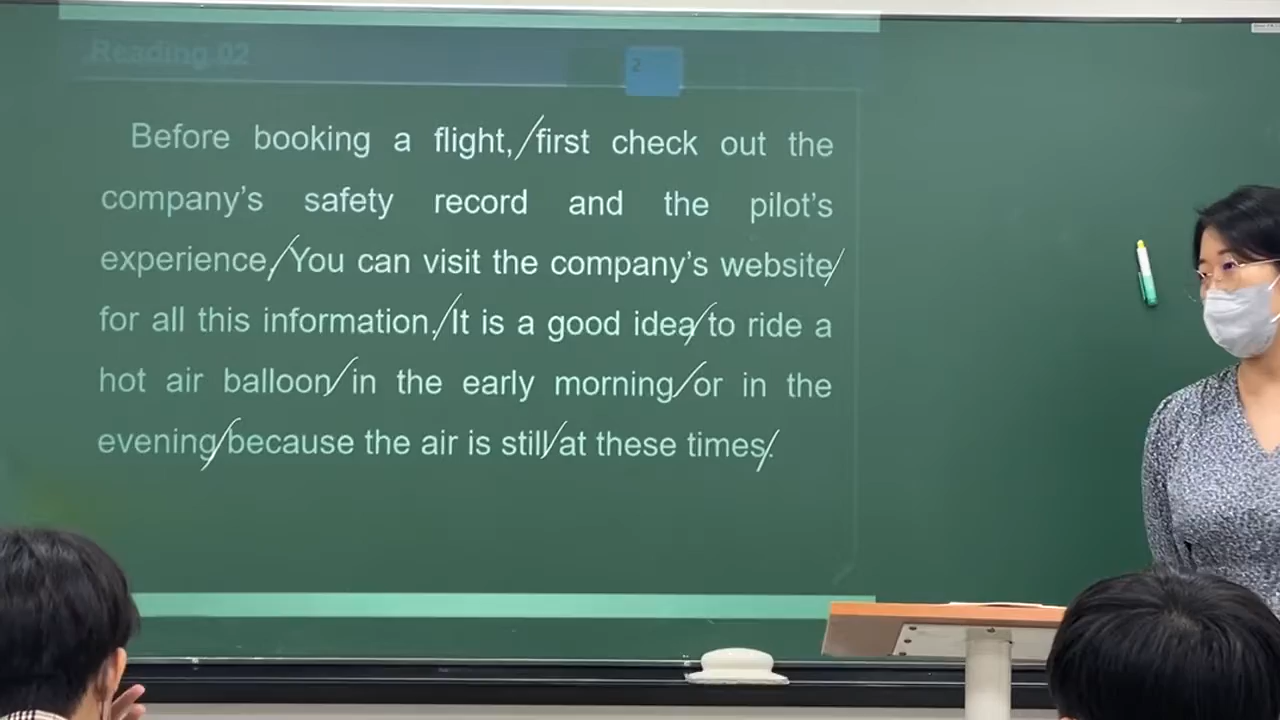 Reading 02
2
Before booking a flight, / first check out the
company's safety record and the pilot's
experience. / You can visit the company's website /
for all this information. / It is a good idea / to ride a
hot air balloon / in the early morning / or in the
evening / because the air is still / at these times / .